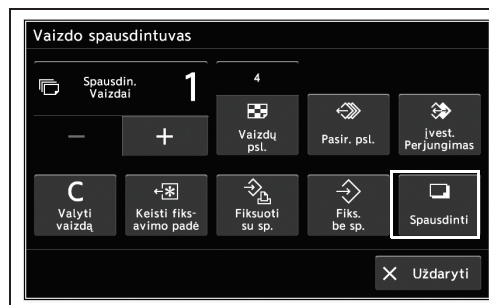 Vaizdo spausdintuvas
Spausdin.
Vaizdai
1
4
Vaizdų
psl.
Pasir. psl.
įvest.
Perjungimas
C
Valyti
vaizdą
Keisti fiks-
avimo padė
Fiksuoti
su sp.
Fiks.
be sp.
Spausdinti
Uždaryti